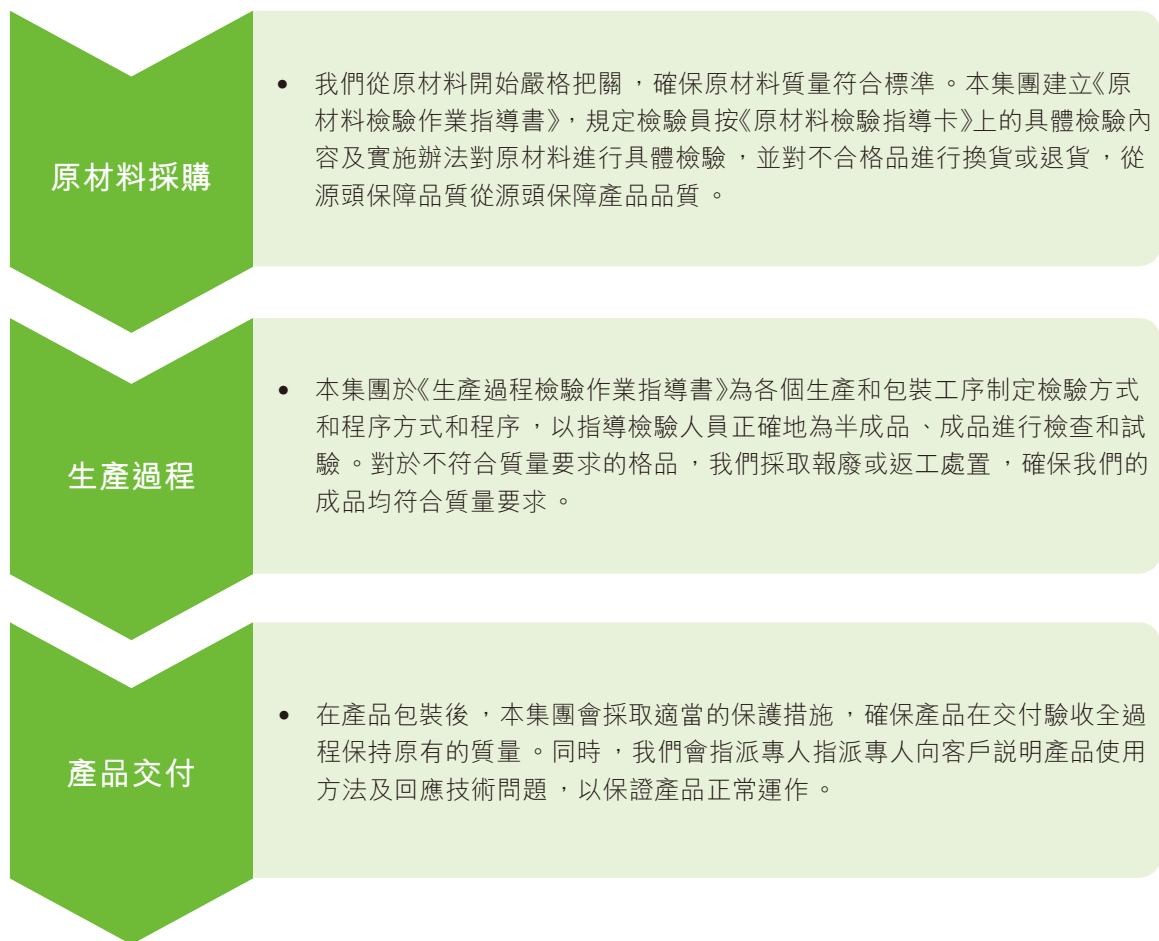 原材料採購
• 我們從原材料開始嚴格把關，確保原材料質量符合標準。本集團建立《原
材料檢驗作業指導書》，規定檢驗員按《原材料檢驗指導卡》上的具體檢驗內
容及實施辦法對原材料進行具體檢驗，並對不合格品進行換貨或退貨，從
源頭保障品質從源頭保障產品品質。
生產過程
• 本集團於《生產過程檢驗作業指導書》為各個生產和包裝工序制定檢驗方式
和程序方式和程序，以指導檢驗人員正確地為半成品、成品進行檢查和試
驗。對於不符合質量要求的格品，我們採取報廢或返工處置，確保我們的
成品均符合質量要求。
產品交付
• 在產品包裝後，本集團會採取適當的保護措施，確保產品在交付驗收全過
程保持原有的質量。同時，我們會指派專人指派專人向客戶説明產品使用
方法及回應技術問題，以保證產品正常運作。